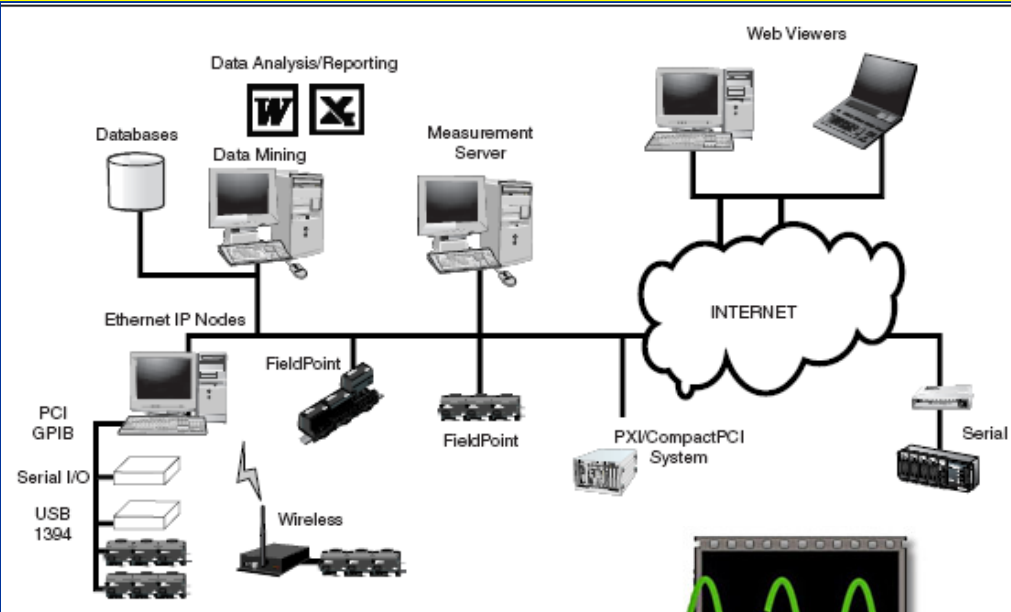 Web Viewers
Data Analysis/Reporting
W X
Databases
Data Mining
Measurement
Server
INTERNET
Ethernet IP Nodes
FieldPoint
PCI
GPIB
FieldPoint
PXI/CompactPCI
System
Serial
Serial I/O
USB
1394
Wireless